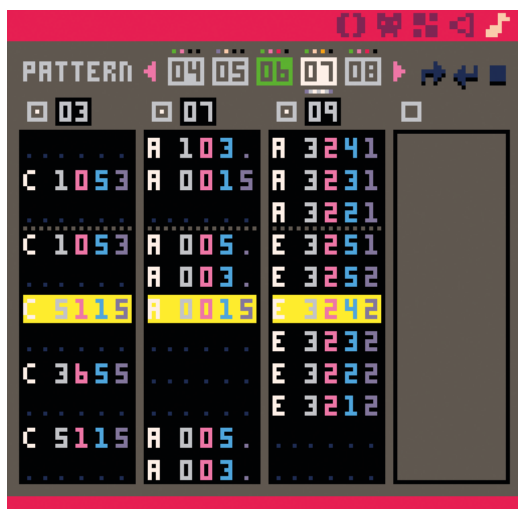 PATTERN 04 05 06 07 08
03 07 09
. . . . . . A 103. A 3241
C 1053 A 0015 A 3231
. . . . . . . . . . . . A 3221
C 1053 A 005. E 3251
. . . . . . A 003. E 3252
C 5115 A 0015 E 3242
. . . . . . . . . . . . E 3232
C 3655 . . . . . . E 3222
. . . . . . . . . . . . E 3212
C 5115 A 005. . . . . . .
. . . . . . A 003. . . . . . .